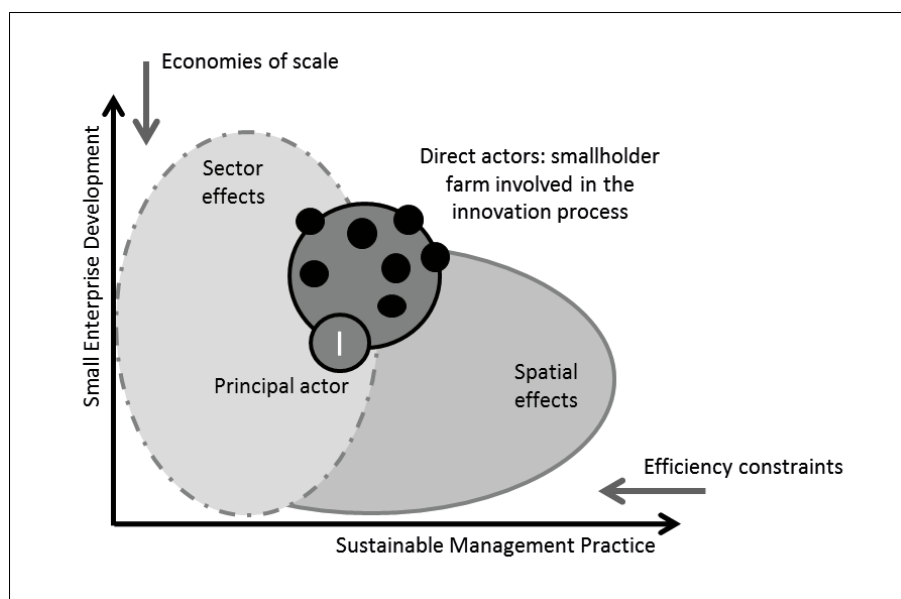 Economies of scale
Small Enterprise Development
Sector
effects
Direct actors: smallholder
farm involved in the
innovation process
I
Principal actor
Spatial
effects
Efficiency constraints
Sustainable Management Practice